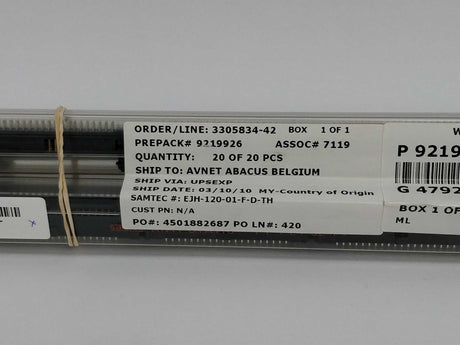 ORDER/LINE: 3305834-42 BOX 1 OF 1
PREPACK# 9219926 ASSOC# 7119
QUANTITY: 20 OF 20 PCS
SHIP TO: AVNET ABACUS BELGIUM
SHIP VIA: UPSEXP
SHIP DATE: 03/10/10 MY-Country of Origin
SAMTEC #: EJH-120-01-F-D-TH
CUST PN: N/A
PO#: 4501882687 PO LN#: 420
W
P 9219
G 4792
BOX 1 OF
ML